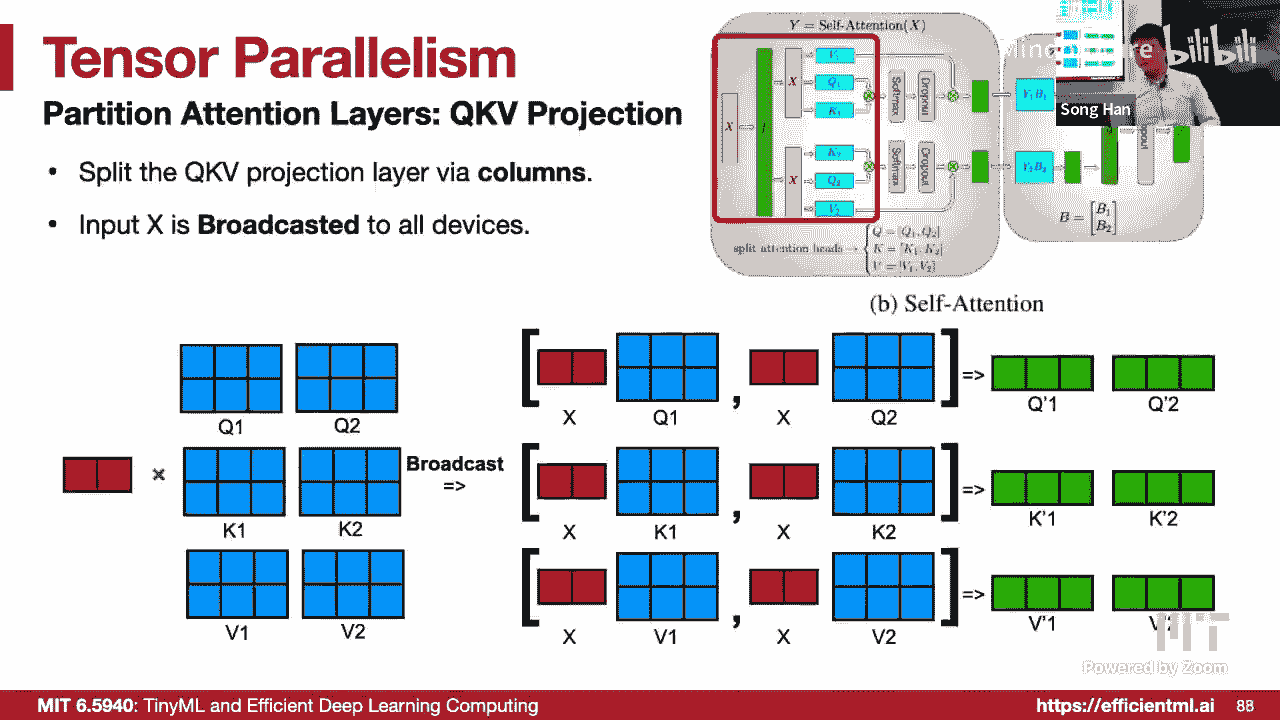 Tensor Parallelism
Partition Attention Layers: QKV Projection
• Split the QKV projection layer via columns.
• Input X is Broadcasted to all devices.
Y = Self-Attention(X)
X
f
X
V1
Q1
K1
Softmax
Dropout
X
K2
Q2
V2
Softmax
Dropout
Y1B1
Y2B2
split attention heads → { Q = [Q1, Q2]
K = [K1, K2]
V = [V1, V2]
B = [B1
B2]
(b) Self-Attention
bilibili
Song Han
Q1 Q2
×
K1 K2
V1 V2
Broadcast
=>
[ X Q1 , X Q2 ] => Q'1 Q'2
[ X K1 , X K2 ] => K'1 K'2
[ X V1 , X V2 ] => V'1
MIT
Powered by Zoom
MIT 6.5940: TinyML and Efficient Deep Learning Computing
https://efficientml.ai 88